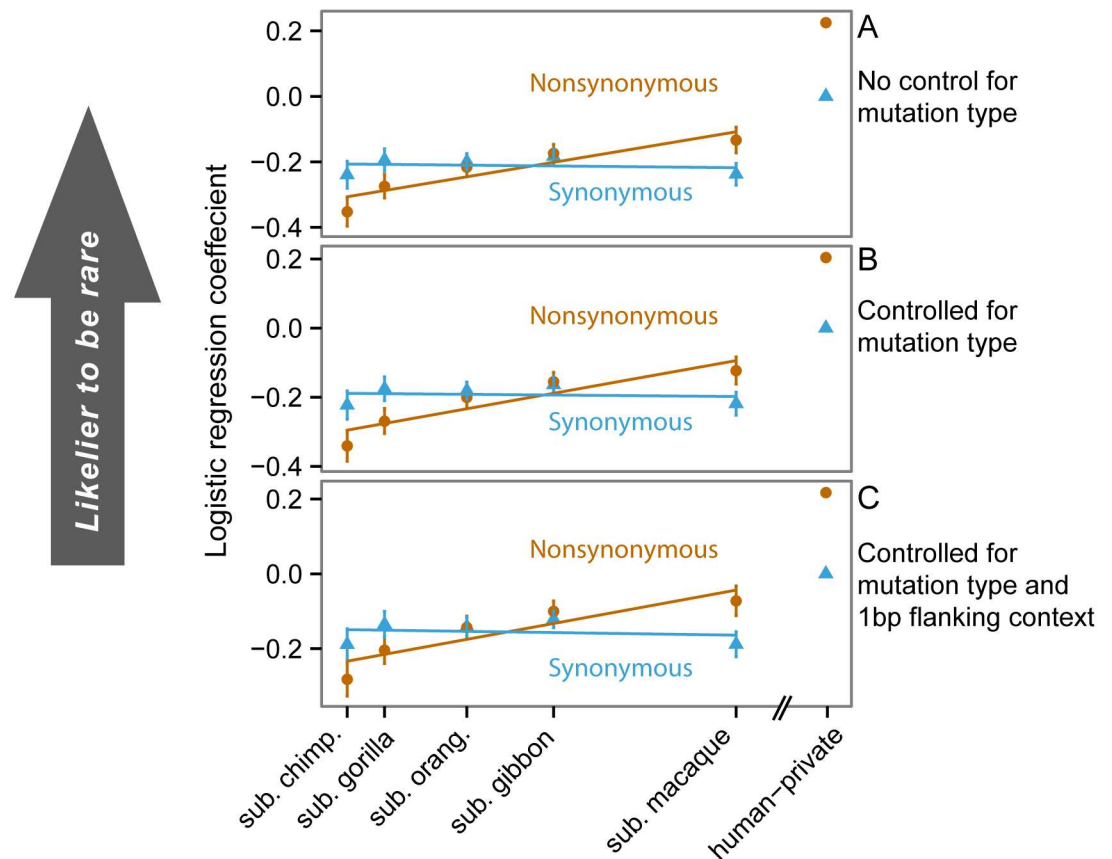 Likelier to be rare
Logistic regression coeffecient
0.2
0.0
−0.2
−0.4
Nonsynonymous
Synonymous
A
No control for
mutation type
0.2
0.0
−0.2
−0.4
Nonsynonymous
Synonymous
B
Controlled for
mutation type
0.2
0.0
−0.2
Nonsynonymous
Synonymous
C
Controlled for
mutation type and
1bp flanking context
sub. chimp.
sub. gorilla
sub. orang.
sub. gibbon
sub. macaque
human−private